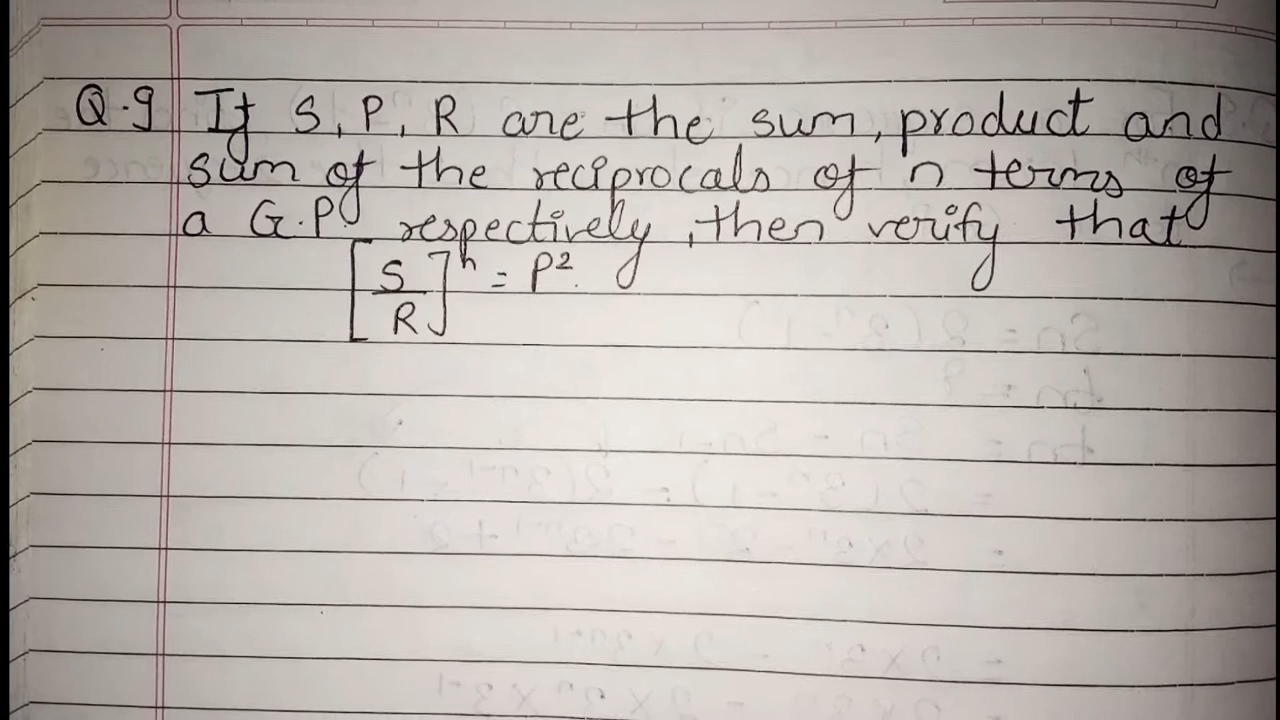 Q.9 If S, P, R are the sum, product and
sum of the reciprocals of n terms of
a G.P. respectively, then verify that
[S/R]^n = P².